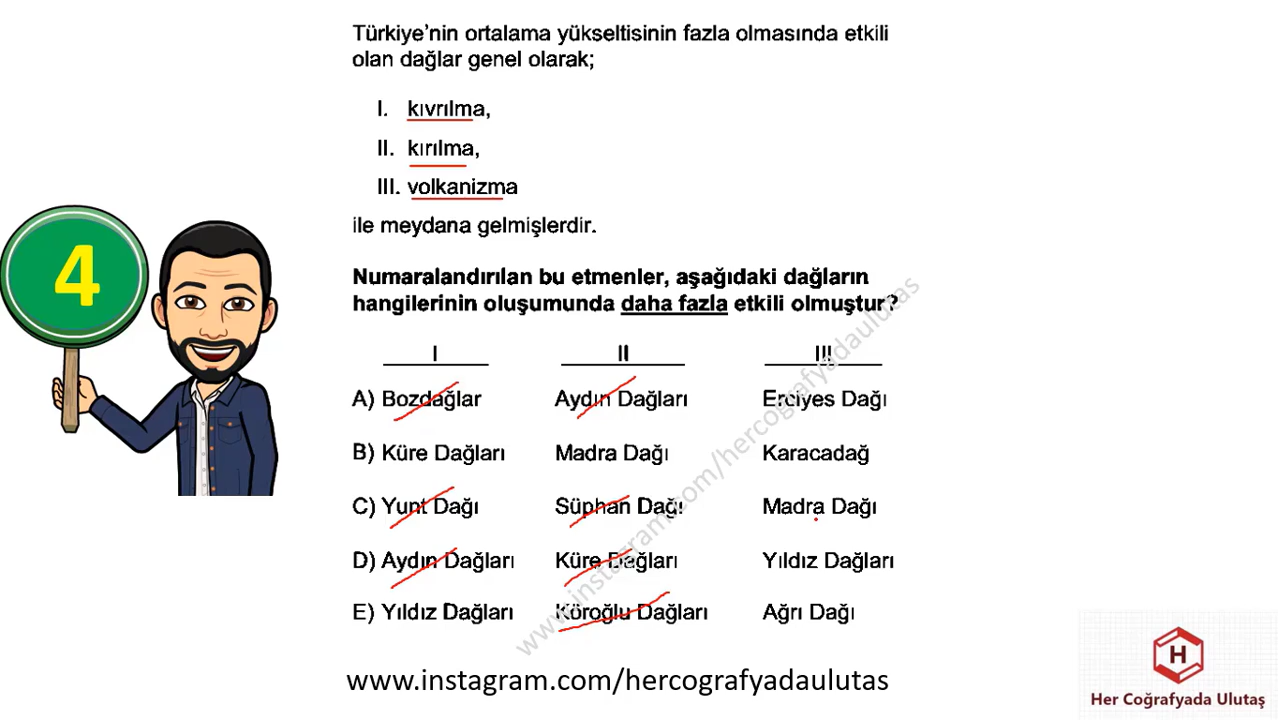 4
Türkiye'nin ortalama yükseltisinin fazla olmasında etkili
olan dağlar genel olarak;
I. kıvrılma,
II. kırılma,
III. volkanizma
ile meydana gelmişlerdir.
Numaralandırılan bu etmenler, aşağıdaki dağların
hangilerinin oluşumunda daha fazla etkili olmuştur?
I II III
A) Bozdağlar Aydın Dağları Erciyes Dağı
B) Küre Dağları Madra Dağı Karacadağ
C) Yunt Dağı Süphan Dağı Madra Dağı
D) Aydın Dağları Küre Dağları Yıldız Dağları
E) Yıldız Dağları Köroğlu Dağları Ağrı Dağı
www.instagram.com/hercografyadaulutas
www.instagram.com/hercografyadaulutas
H
Her Coğrafyada Ulutaş